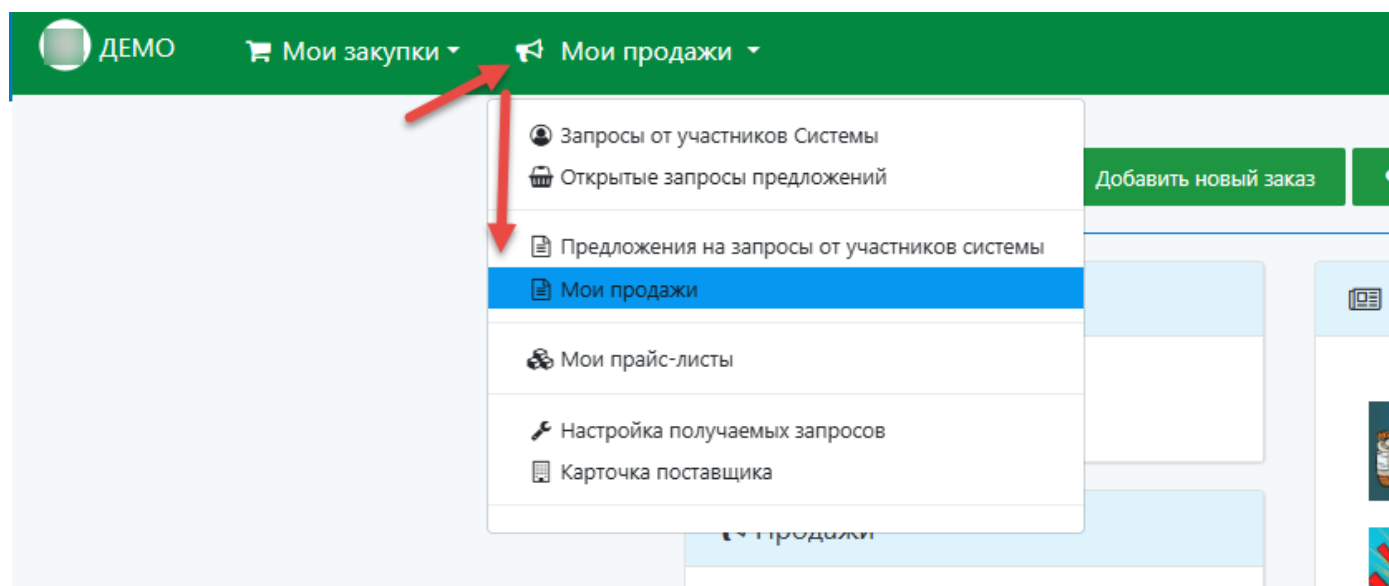 ДЕМО Мои закупки Мои продажи
Запросы от участников Системы
Открытые запросы предложений
Добавить новый заказ
Предложения на запросы от участников системы
Мои продажи
Мои прайс-листы
Настройка получаемых запросов
Карточка поставщика
Продажи